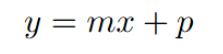 y = mx + p